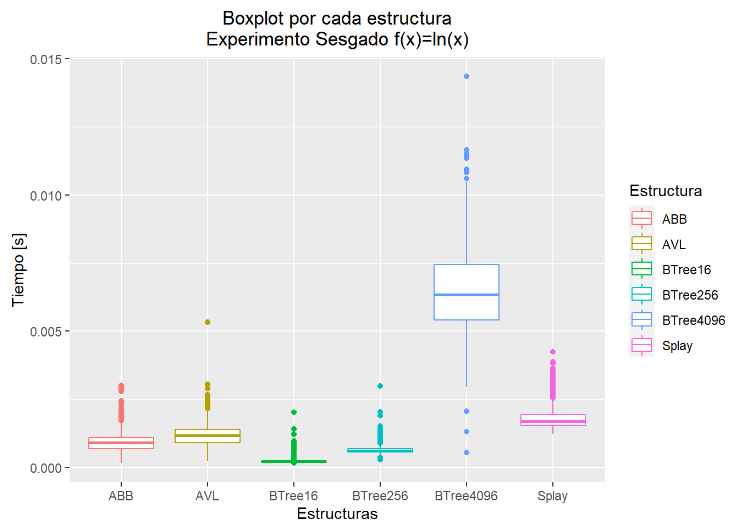 Boxplot por cada estructura
Experimento Sesgado f(x)=ln(x)
0.015
0.010
0.005
0.000
Tiempo [s]
ABB
AVL
BTree16
BTree256
BTree4096
Splay
Estructuras
Estructura
ABB
AVL
BTree16
BTree256
BTree4096
Splay